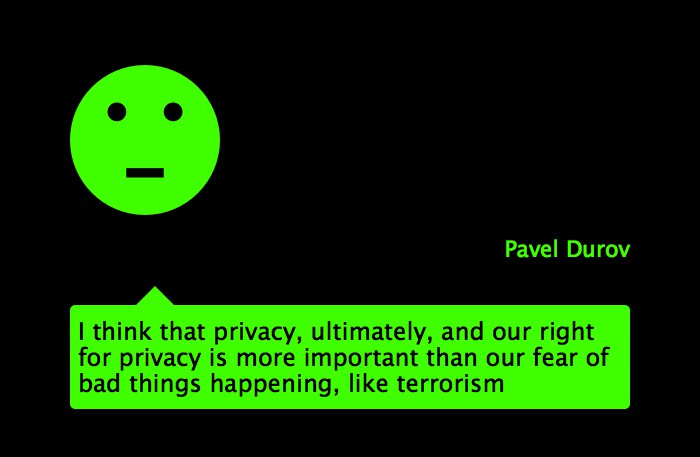 Pavel Durov
I think that privacy, ultimately, and our right
for privacy is more important than our fear of
bad things happening, like terrorism